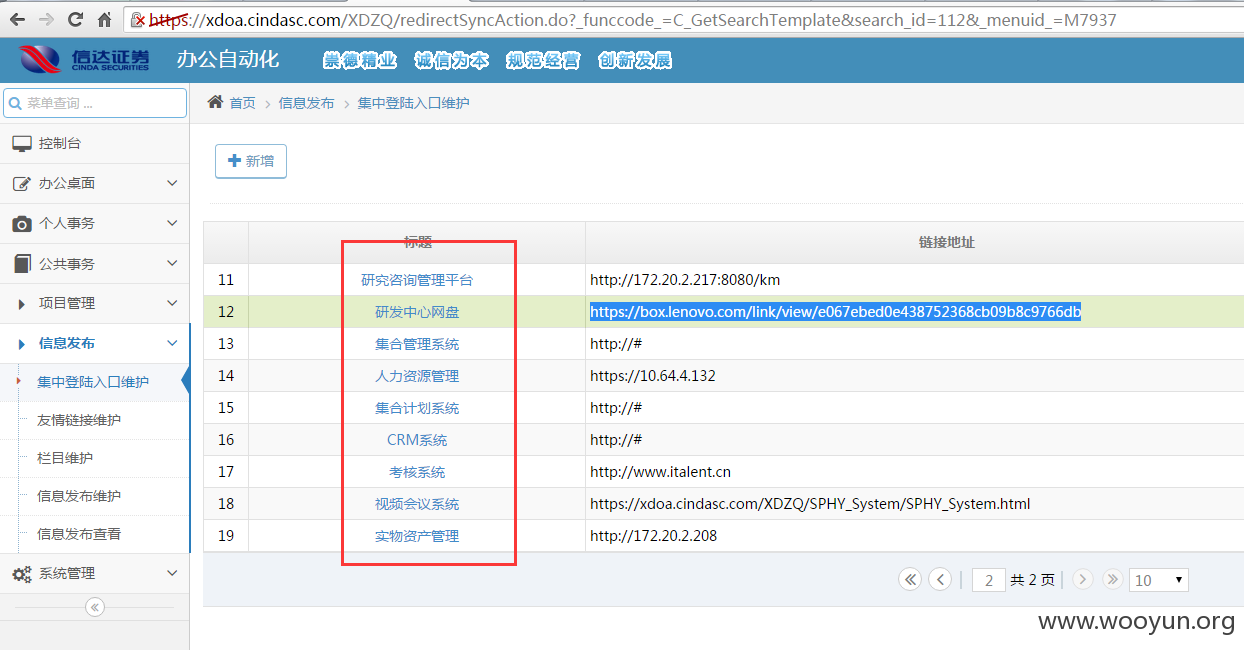 https://xdoa.cindasc.com/XDZQ/redirectSyncAction.do?_funccode_=C_GetSearchTemplate&search_id=112&_menuid_=M7937
信达证券
CINDA SECURITIES
办公自动化
崇德精业 诚信为本 规范经营 创新发展
菜单查询 ...
首页 > 信息发布 > 集中登陆入口维护
控制台
办公桌面
个人事务
公共事务
项目管理
信息发布
集中登陆入口维护
友情链接维护
栏目维护
信息发布维护
信息发布查看
系统管理
新增
标题 链接地址
11 研究咨询管理平台 http://172.20.2.217:8080/km
12 研发中心网盘 https://box.lenovo.com/link/view/e067ebed0e438752368cb09b8c9766db
13 集合管理系统 http://#
14 人力资源管理 https://10.64.4.132
15 集合计划系统 http://#
16 CRM系统 http://#
17 考核系统 http://www.italent.cn
18 视频会议系统 https://xdoa.cindasc.com/XDZQ/SPHY_System/SPHY_System.html
19 实物资产管理 http://172.20.2.208
2 共 2 页 10
www.wooyun.org